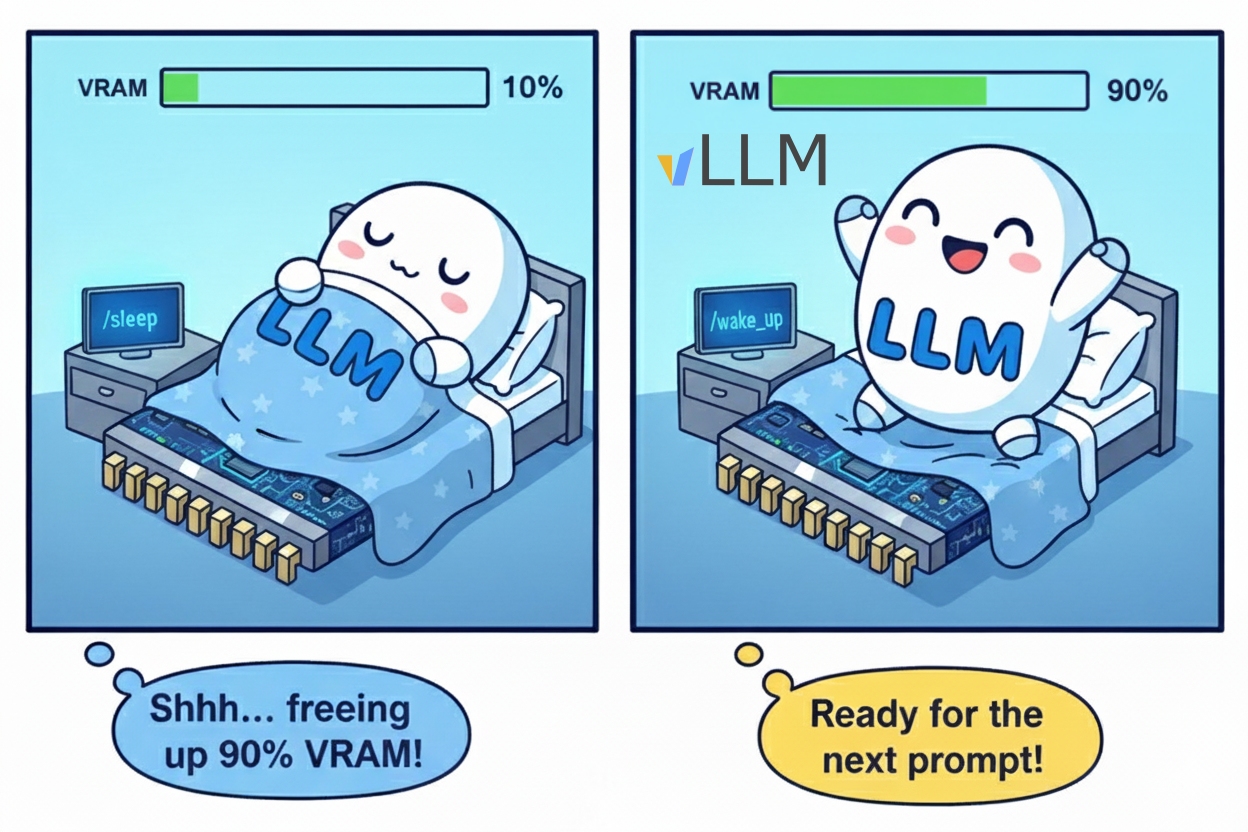 VRAM 10%
/sleep
LLM
Shhh... freeing
up 90% VRAM!
VRAM 90%
vLLM
/wake_up
LLM
Ready for the
next prompt!